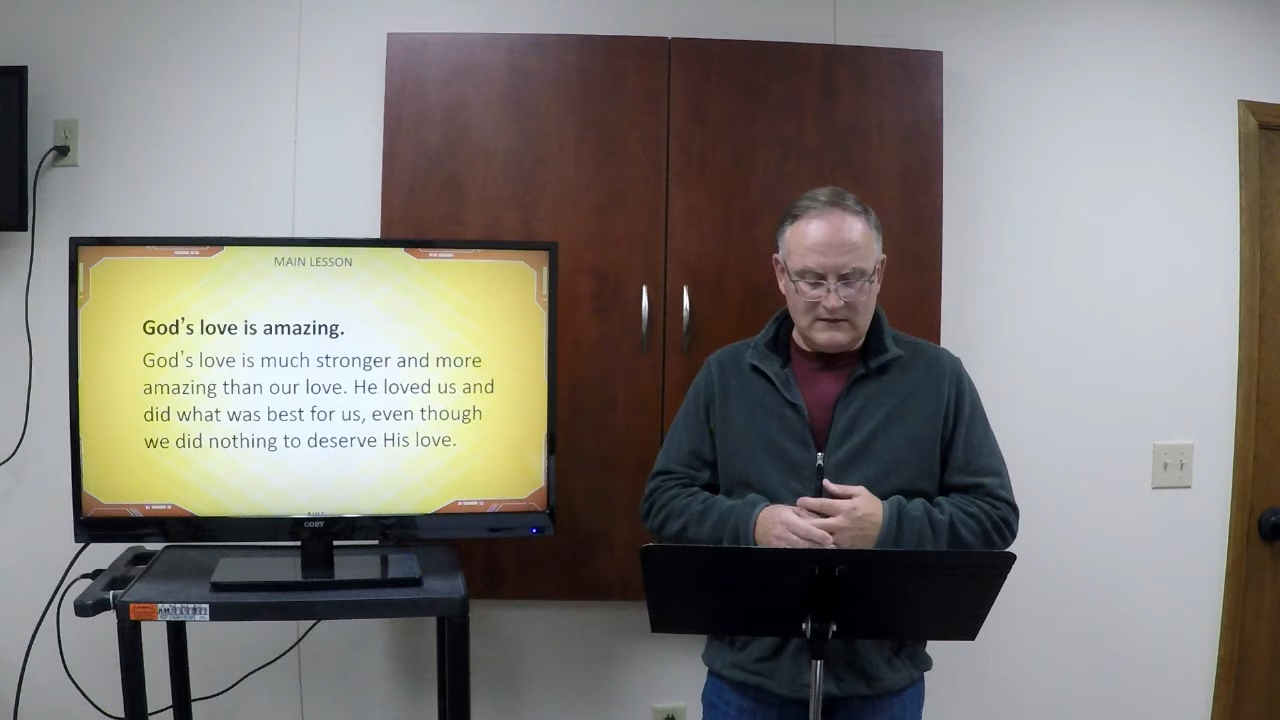 MAIN LESSON
God's love is amazing.
God's love is much stronger and more
amazing than our love. He loved us and
did what was best for us, even though
we did nothing to deserve His love.
COBY